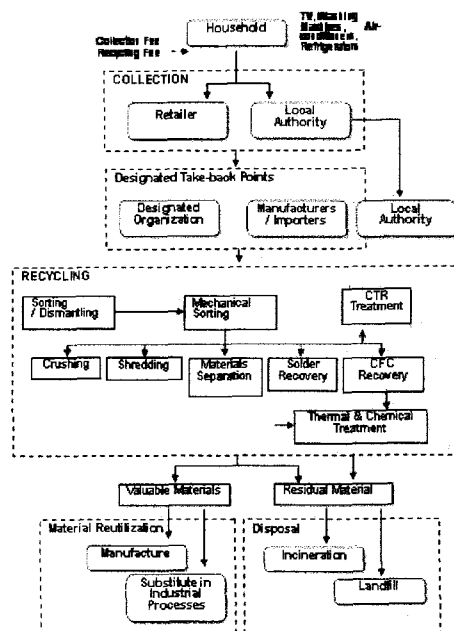 Household
TV, Washing
Machines, Air-
conditioners,
Refrigerators
Collection Fee
Recycling Fee
COLLECTION
Retailer
Local
Authority
Designated Take-back Points
Designated
Organization
Manufacturers
/ Importers
Local
Authority
RECYCLING
Sorting
/ Dismantling
Mechanical
Sorting
CTR
Treatment
Crushing
Shredding
Materials
Separation
Solder
Recovery
CFC
Recovery
Thermal & Chemical
Treatment
Valuable Materials
Residual Material
Material Reutilization
Manufacture
Substitute in
Industrial
Processes
Disposal
Incineration
Landfill